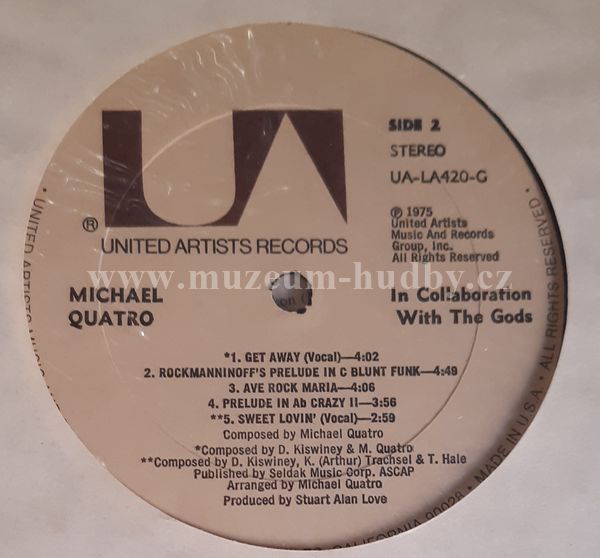 UA
SIDE 2
STEREO
UA-LA420-G
®
UNITED ARTISTS RECORDS
℗ 1975
United Artists
Music And Records
Group, Inc.
All Rights Reserved
www.muzeum-hudby.cz
MICHAEL
QUATRO
In Collaboration
With The Gods
*1. GET AWAY (Vocal)—4:02
2. ROCKMANNINOFF'S PRELUDE IN C BLUNT FUNK—4:49
3. AVE ROCK MARIA—4:06
4. PRELUDE IN Ab CRAZY II—3:56
**5. SWEET LOVIN' (Vocal)—2:59
Composed by Michael Quatro
*Composed by D. Kiswiney & M. Quatro
**Composed by D. Kiswiney, K. (Arthur) Trachsel & T. Hale
Published by Seldak Music Corp. ASCAP
Arranged by Michael Quatro
Produced by Stuart Alan Love
• UNITED ARTISTS
CALIFORNIA 90028 • MADE IN U.S.A. • ALL RIGHTS RESERVED •